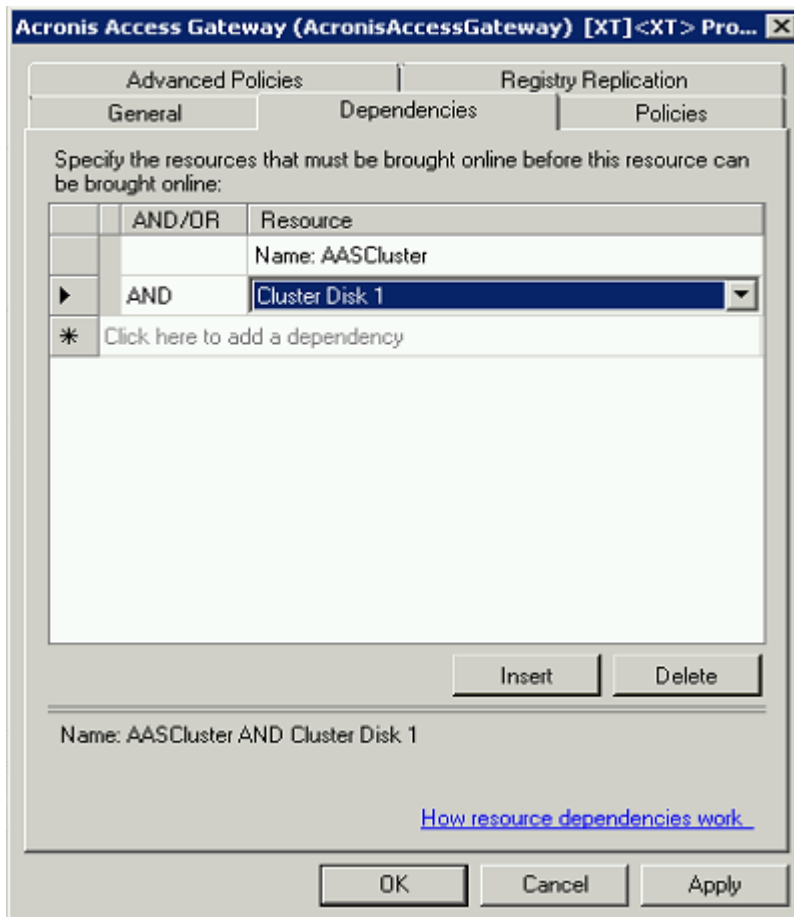 Acronis Access Gateway (AcronisAccessGateway) [XT]<XT> Pro...
Advanced Policies Registry Replication
General Dependencies Policies
Specify the resources that must be brought online before this resource can
be brought online:
AND/OR Resource
Name: AASCluster
AND Cluster Disk 1
Click here to add a dependency
Insert Delete
Name: AASCluster AND Cluster Disk 1
How resource dependencies work
OK Cancel Apply